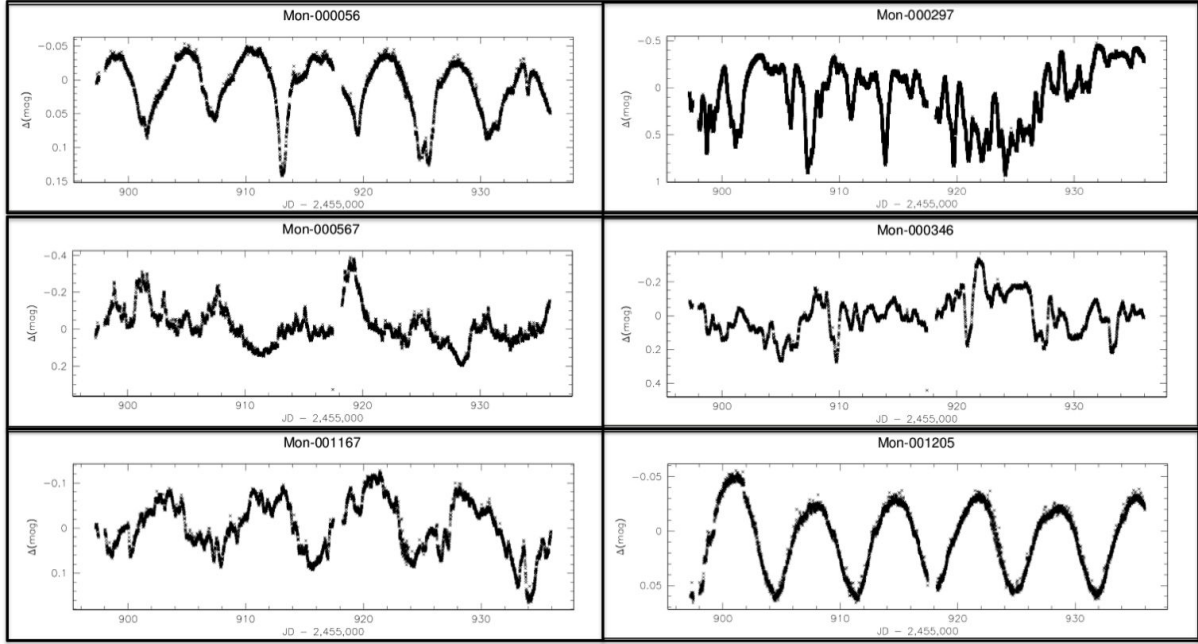 Mon-000056
−0.05
0
0.05
0.1
0.15
Δ(mag)
900
910
920
930
JD − 2,455,000
Mon-000297
−0.5
0
0.5
1
Δ(mag)
900
910
920
930
JD − 2,455,000
Mon-000567
−0.4
−0.2
0
0.2
Δ(mag)
900
910
920
930
JD − 2,455,000
Mon-000346
−0.2
0
0.2
0.4
Δ(mag)
900
910
920
930
JD − 2,455,000
Mon-001167
−0.1
0
0.1
Δ(mag)
900
910
920
930
JD − 2,455,000
Mon-001205
−0.05
0
0.05
Δ(mag)
900
910
920
930
JD − 2,455,000